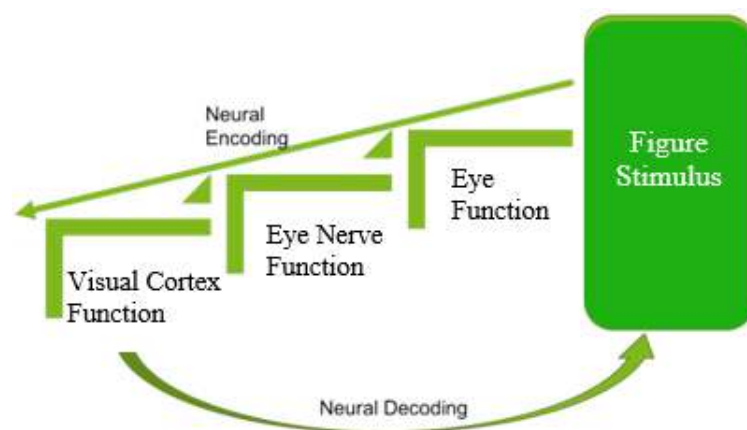 Neural
Encoding
Figure
Stimulus
Eye
Function
Eye Nerve
Function
Visual Cortex
Function
Neural Decoding